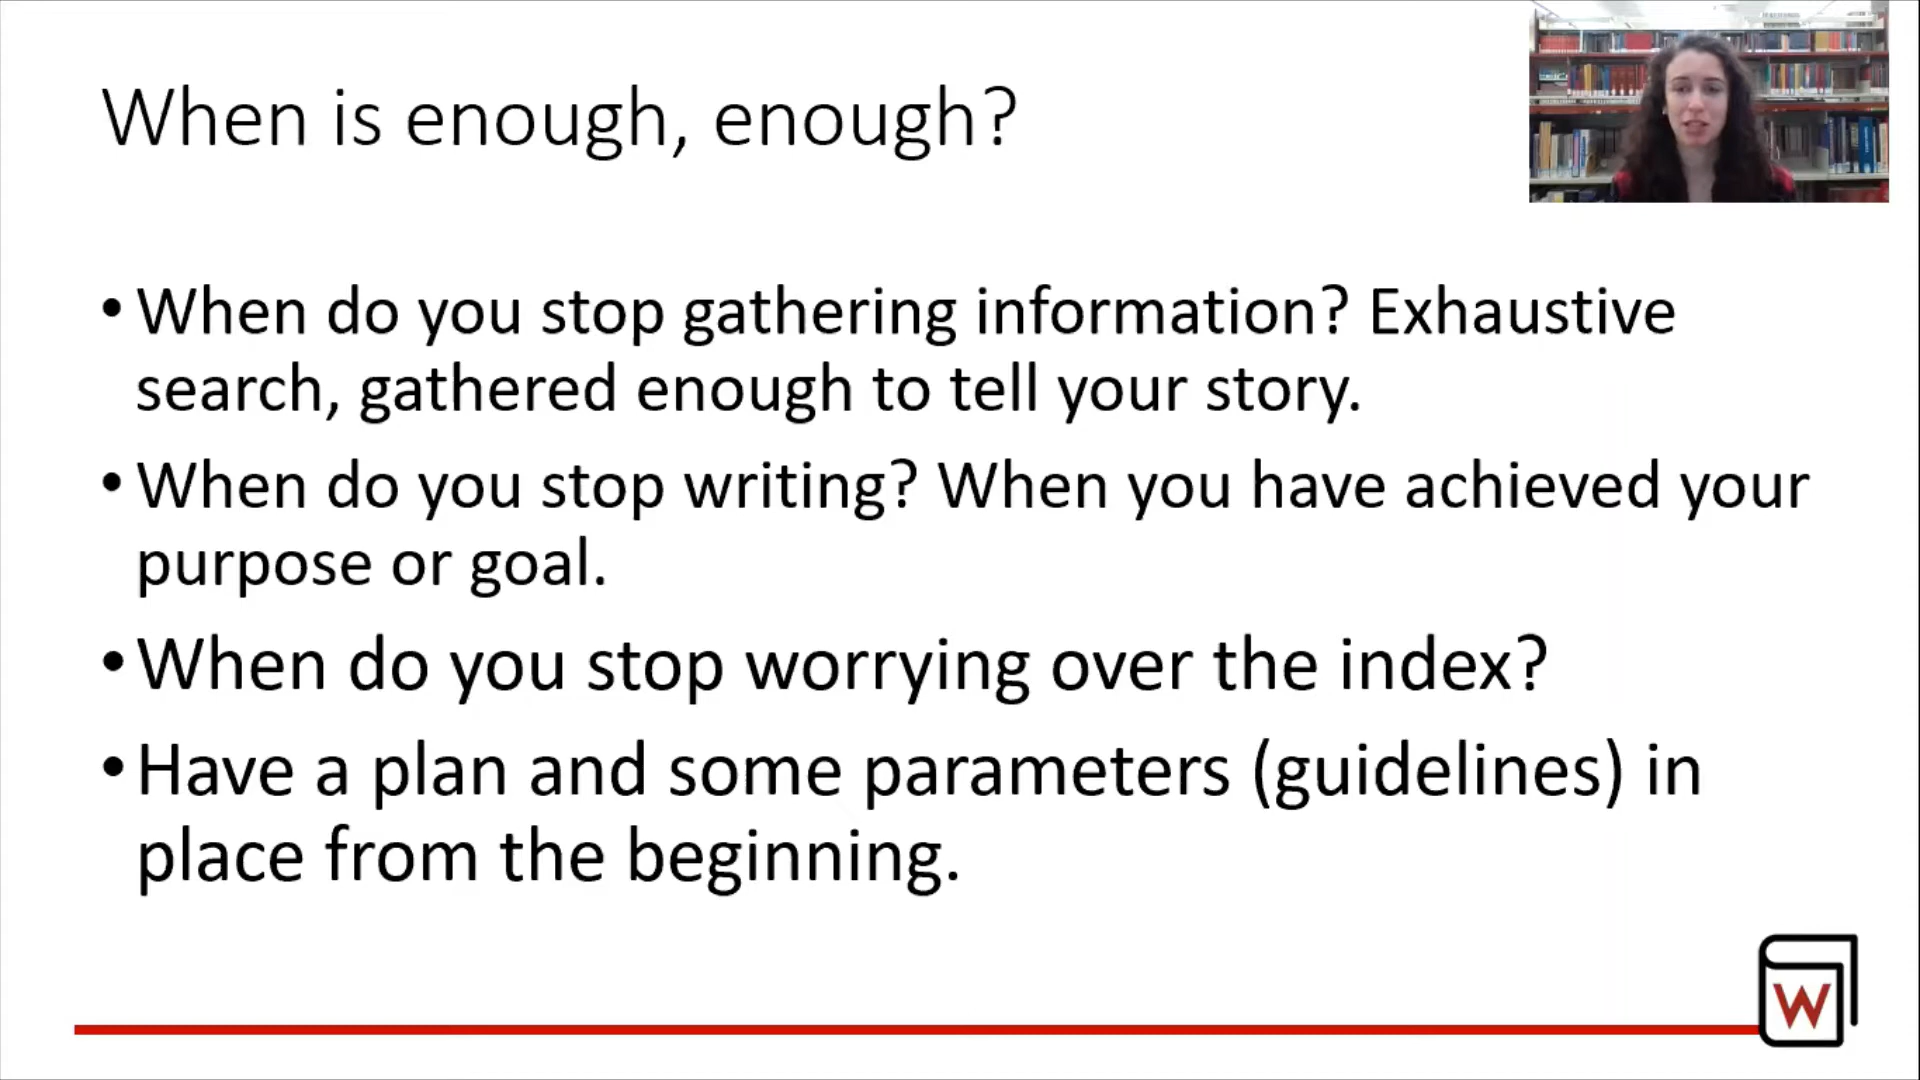 When is enough, enough?
• When do you stop gathering information? Exhaustive
search, gathered enough to tell your story.
• When do you stop writing? When you have achieved your
purpose or goal.
• When do you stop worrying over the index?
• Have a plan and some parameters (guidelines) in
place from the beginning.
W